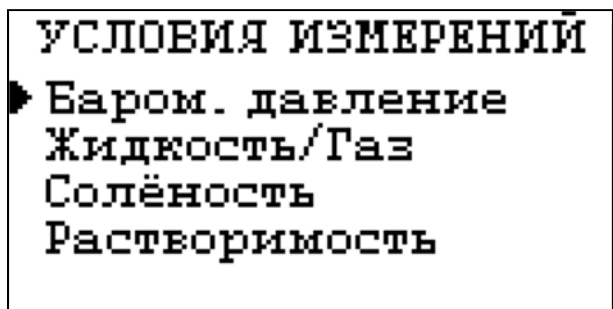 УСЛОВИЯ ИЗМЕРЕНИЙ
Баром. давление
Жидкость/Газ
Солёность
Растворимость